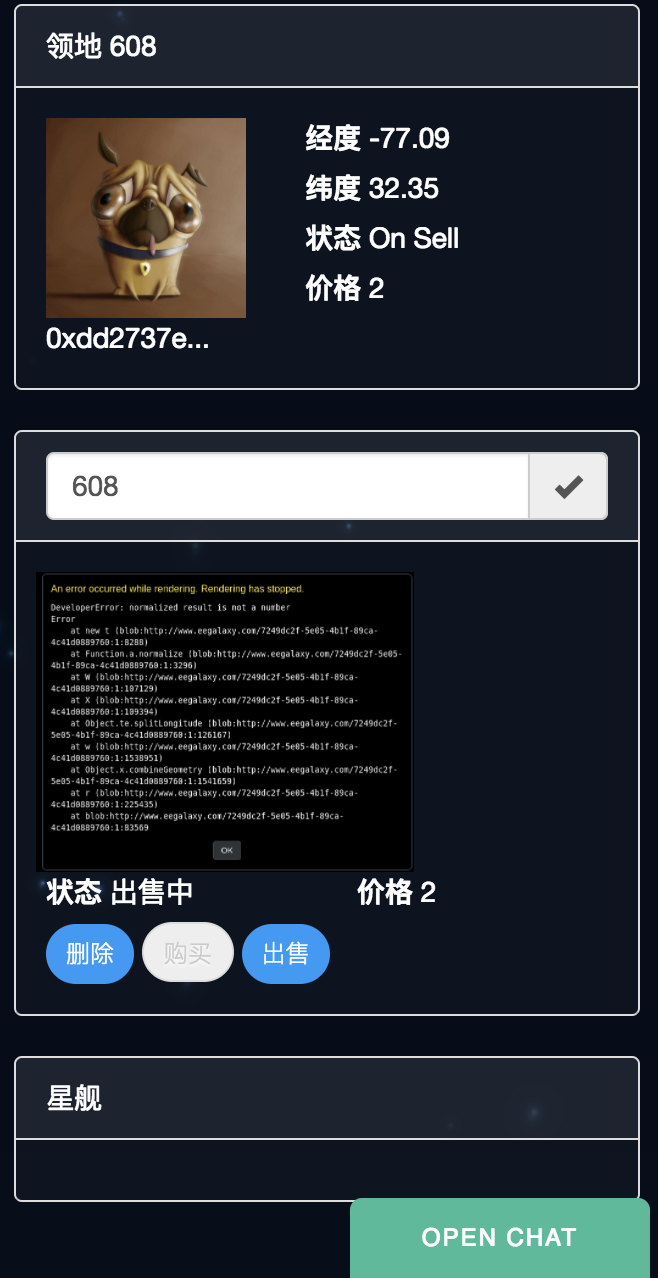 领地 608
经度 -77.09
纬度 32.35
状态 On Sell
价格 2
0xdd2737e...
608
An error occurred while rendering. Rendering has stopped.
DeveloperError: normalized result is not a number
Error
at new t (blob:http://www.eegalaxy.com/7249dc2f-5e05-4b1f-89ca-
4c41d0889760:1:8288)
at Function.a.normalize (blob:http://www.eegalaxy.com/7249dc2f-5e05-
4b1f-89ca-4c41d0889760:1:3296)
at W (blob:http://www.eegalaxy.com/7249dc2f-5e05-4b1f-89ca-
4c41d0889760:1:107129)
at X (blob:http://www.eegalaxy.com/7249dc2f-5e05-4b1f-89ca-
4c41d0889760:1:109394)
at Object.te.splitLongitude (blob:http://www.eegalaxy.com/7249dc2f-
5e05-4b1f-89ca-4c41d0889760:1:126167)
at w (blob:http://www.eegalaxy.com/7249dc2f-5e05-4b1f-89ca-
4c41d0889760:1:1538951)
at Object.x.combineGeometry (blob:http://www.eegalaxy.com/7249dc2f-
5e05-4b1f-89ca-4c41d0889760:1:1541659)
at r (blob:http://www.eegalaxy.com/7249dc2f-5e05-4b1f-89ca-
4c41d0889760:1:225435)
at blob:http://www.eegalaxy.com/7249dc2f-5e05-4b1f-89ca-
4c41d0889760:1:83569
OK
状态 出售中 价格 2
删除 购买 出售
星舰
OPEN CHAT